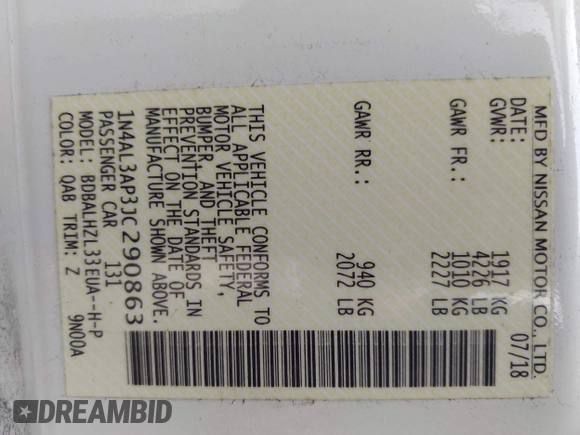 MFD BY NISSAN MOTOR CO., LTD.
DATE: 07/18
GVWR: 1917 KG
4226 LB
GAWR FR.: 1010 KG
2227 LB
GAWR RR.: 940 KG
2072 LB
THIS VEHICLE CONFORMS TO
ALL APPLICABLE FEDERAL
MOTOR VEHICLE SAFETY,
BUMPER, AND THEFT
PREVENTION STANDARDS IN
EFFECT ON THE DATE OF
MANUFACTURE SHOWN ABOVE.
1N4AL3AP3JC290863
PASSENGER CAR 131
MODEL: BDBALHZL33EUA--H-P
COLOR: QAB TRIM: Z 9N00A
DREAMBID